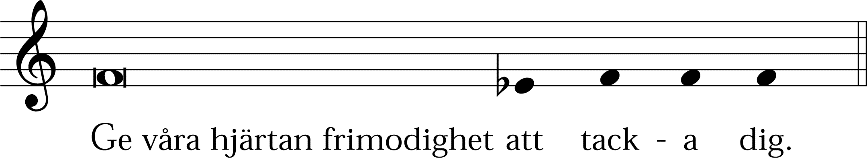 Ge våra hjärtan frimodighet att tack - a dig.